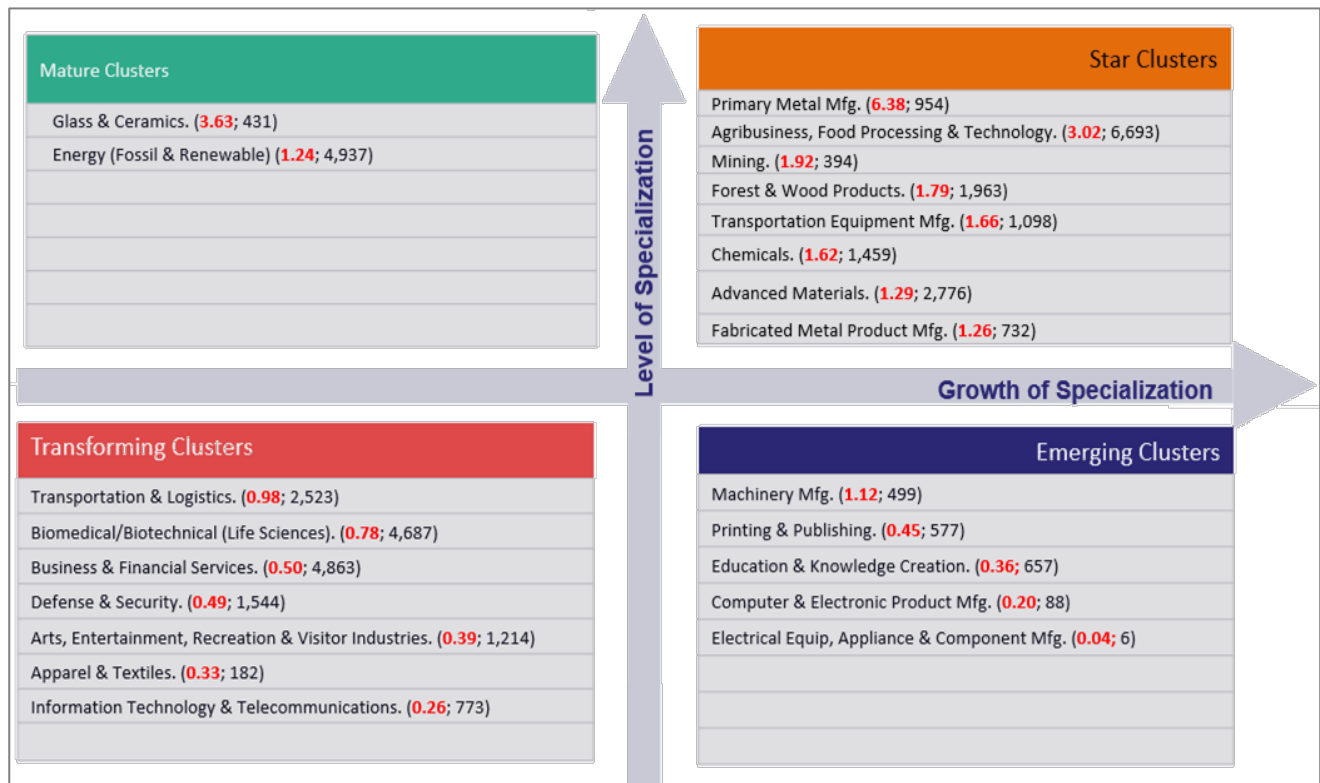 Mature Clusters
Glass & Ceramics. (3.63; 431)
Energy (Fossil & Renewable) (1.24; 4,937)
Star Clusters
Primary Metal Mfg. (6.38; 954)
Agribusiness, Food Processing & Technology. (3.02; 6,693)
Mining. (1.92; 394)
Forest & Wood Products. (1.79; 1,963)
Transportation Equipment Mfg. (1.66; 1,098)
Chemicals. (1.62; 1,459)
Advanced Materials. (1.29; 2,776)
Fabricated Metal Product Mfg. (1.26; 732)
Level of Specialization
Growth of Specialization
Transforming Clusters
Transportation & Logistics. (0.98; 2,523)
Biomedical/Biotechnical (Life Sciences). (0.78; 4,687)
Business & Financial Services. (0.50; 4,863)
Defense & Security. (0.49; 1,544)
Arts, Entertainment, Recreation & Visitor Industries. (0.39; 1,214)
Apparel & Textiles. (0.33; 182)
Information Technology & Telecommunications. (0.26; 773)
Emerging Clusters
Machinery Mfg. (1.12; 499)
Printing & Publishing. (0.45; 577)
Education & Knowledge Creation. (0.36; 657)
Computer & Electronic Product Mfg. (0.20; 88)
Electrical Equip, Appliance & Component Mfg. (0.04; 6)